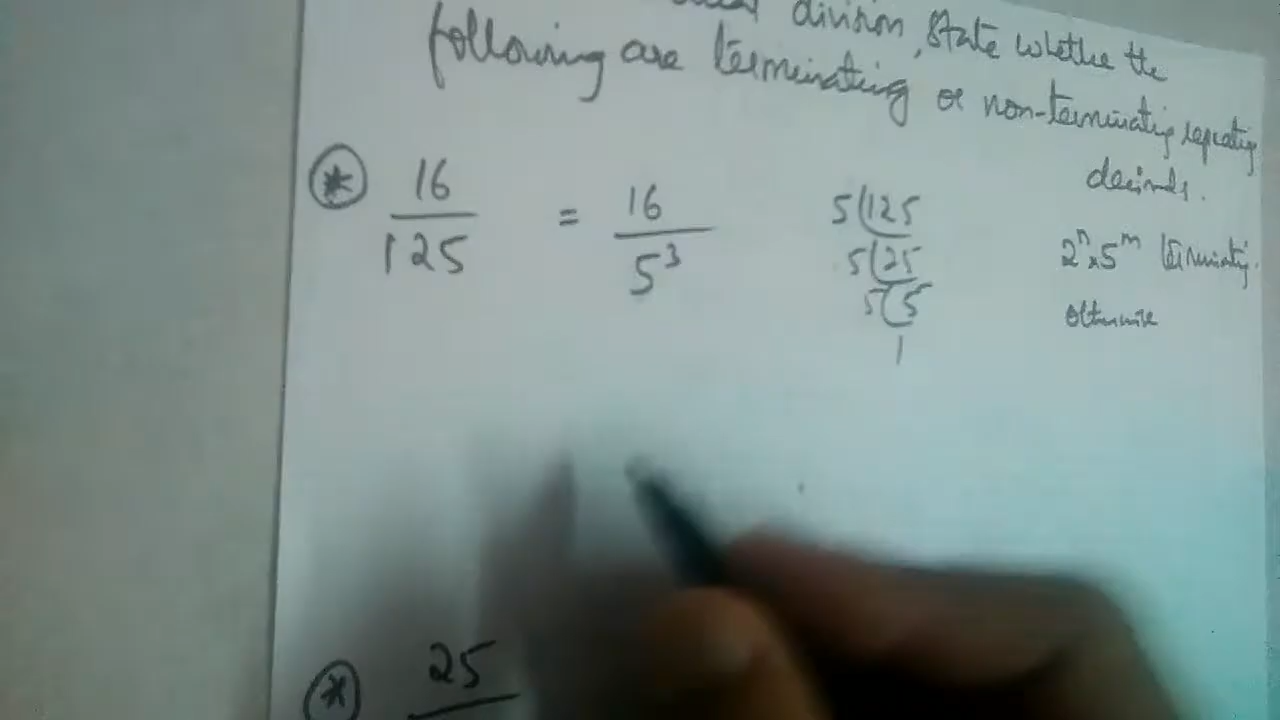 division, State whether the
following are terminating or non-terminating repeating
decimals.
* 16/125 = 16/5³
5 125
5 25
5 5
1
2ⁿ × 5ᵐ terminating.
otherwise
* 25